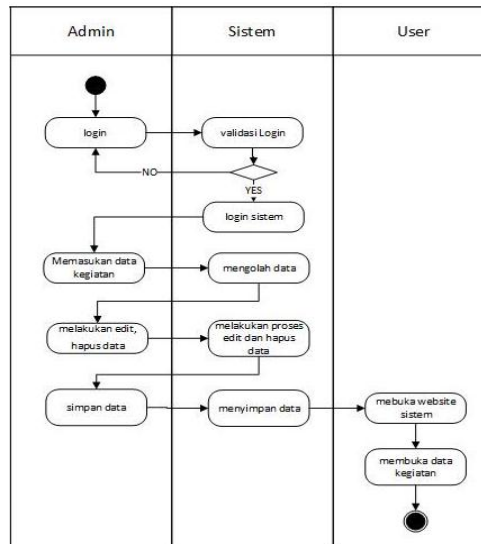 Admin
Sistem
User
login
validasi Login
NO
YES
login sistem
Memasukan data
kegiatan
mengolah data
melakukan edit,
hapus data
melakukan proses
edit dan hapus
data
simpan data
menyimpan data
mebuka website
sistem
membuka data
kegiatan